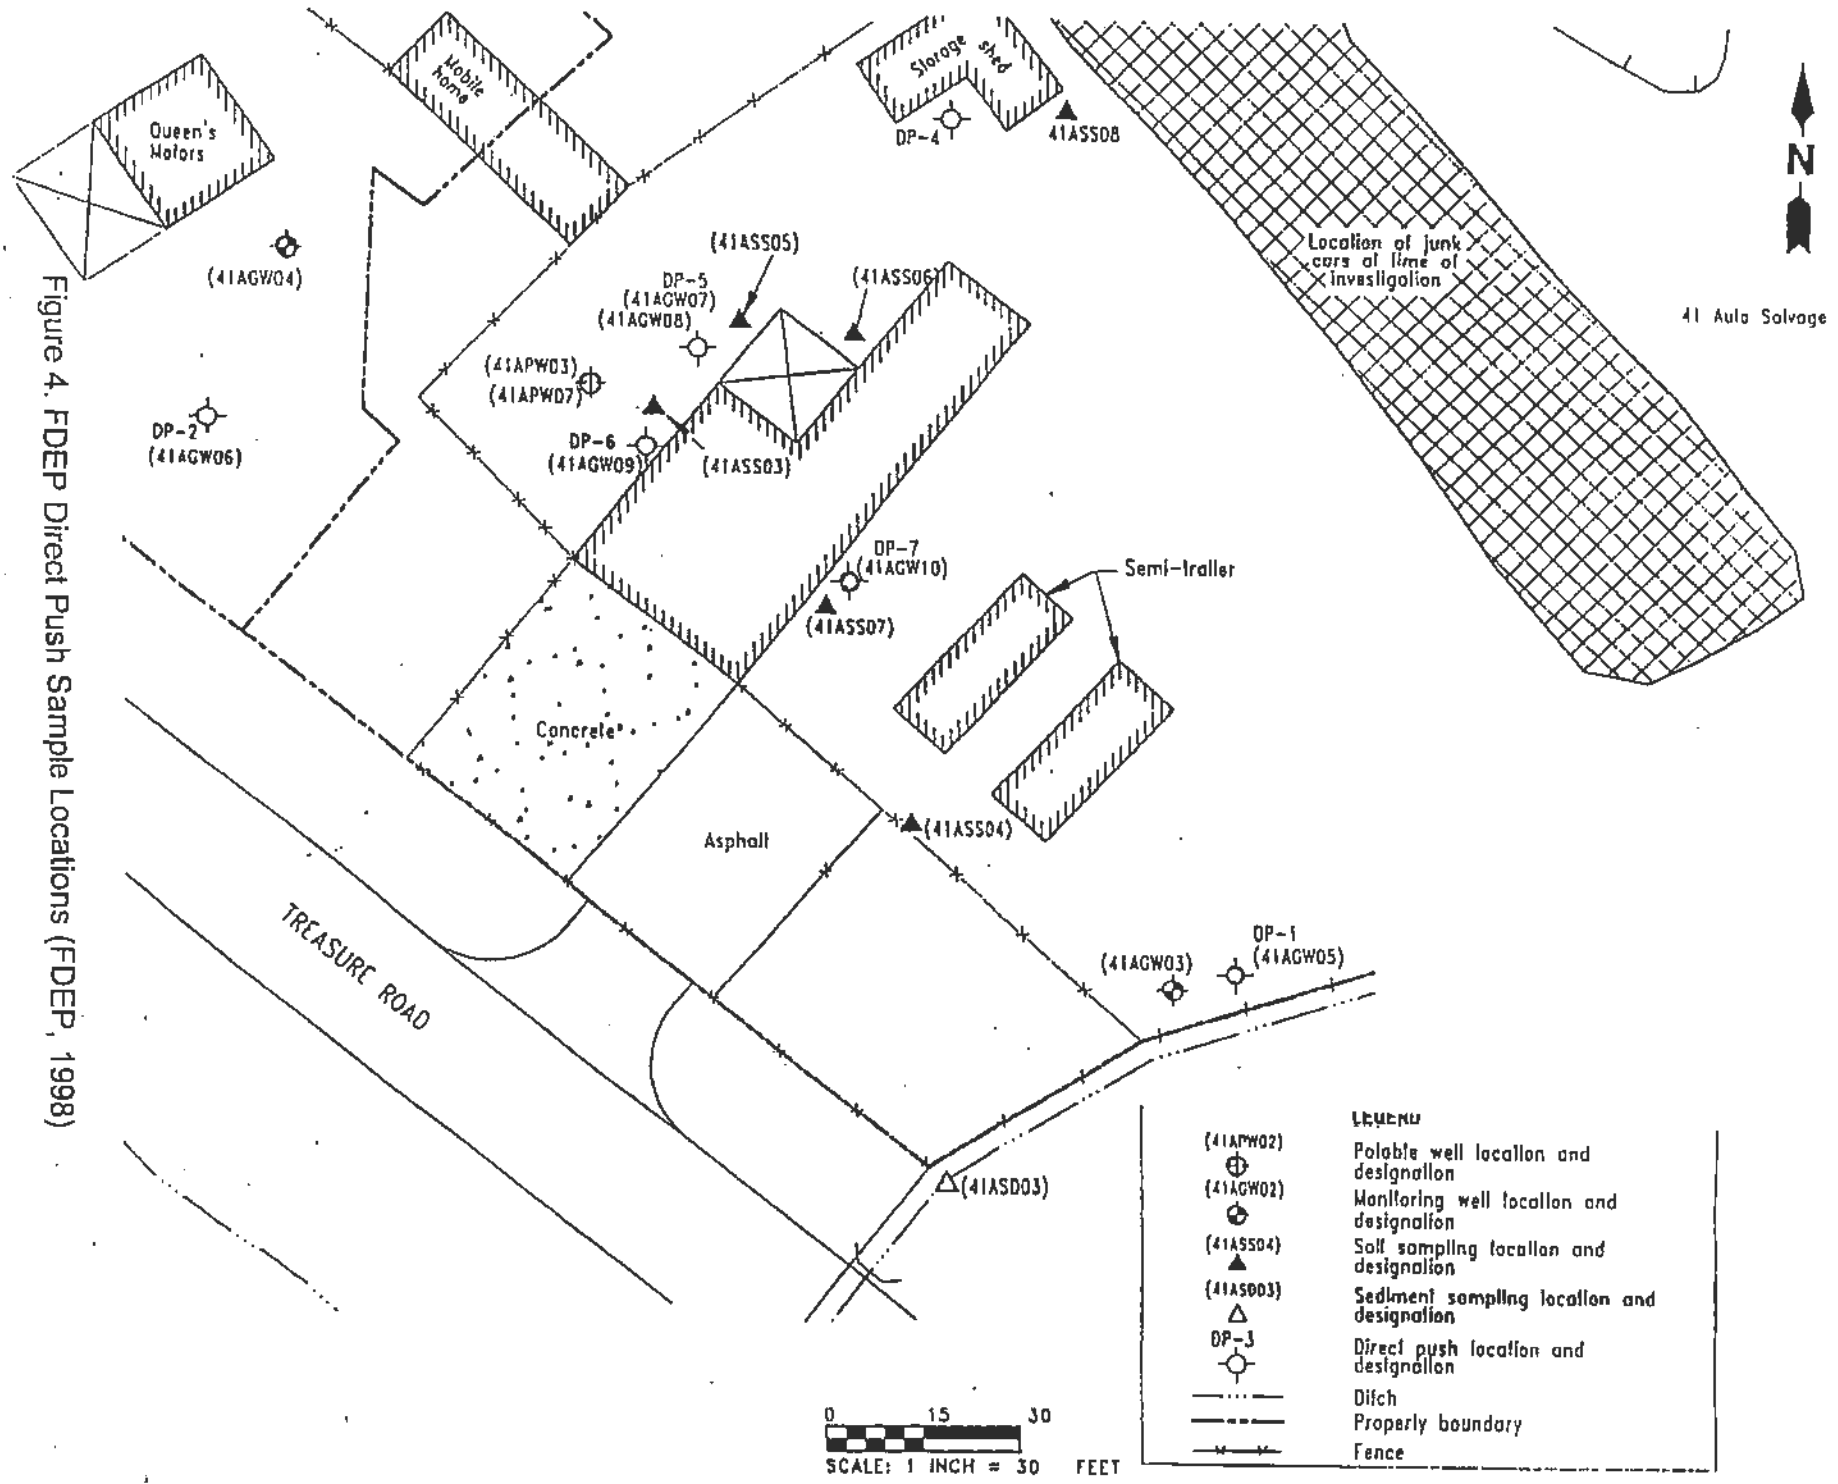 Mobile
home
Storage
shed
Queen's
Motors
DP-4
41ASS08
N
(41AGW04)
(41ASS05)
DP-5
(41AGW07)
(41AGW08)
(41ASS06)
Location of junk
cars at time of
investigation
41 Auto Salvage
(41APW03)
(41APW07)
DP-2
(41AGW06)
DP-6
(41AGW09)
(41ASS03)
DP-7
(41AGW10)
(41ASS07)
Semi-trailer
Concrete
Asphalt
(41ASS04)
TREASURE ROAD
(41AGW03)
DP-1
(41AGW05)
(41ASD03)
LEGEND
(41APW02)
Potable well location and
designation
(41AGW02)
Monitoring well location and
designation
(41ASS04)
Soil sampling location and
designation
(41ASD03)
Sediment sampling location and
designation
DP-3
Direct push location and
designation
Ditch
Property boundary
Fence
0 15 30
SCALE: 1 INCH = 30 FEET
Figure 4. FDEP Direct Push Sample Locations (FDEP, 1998)